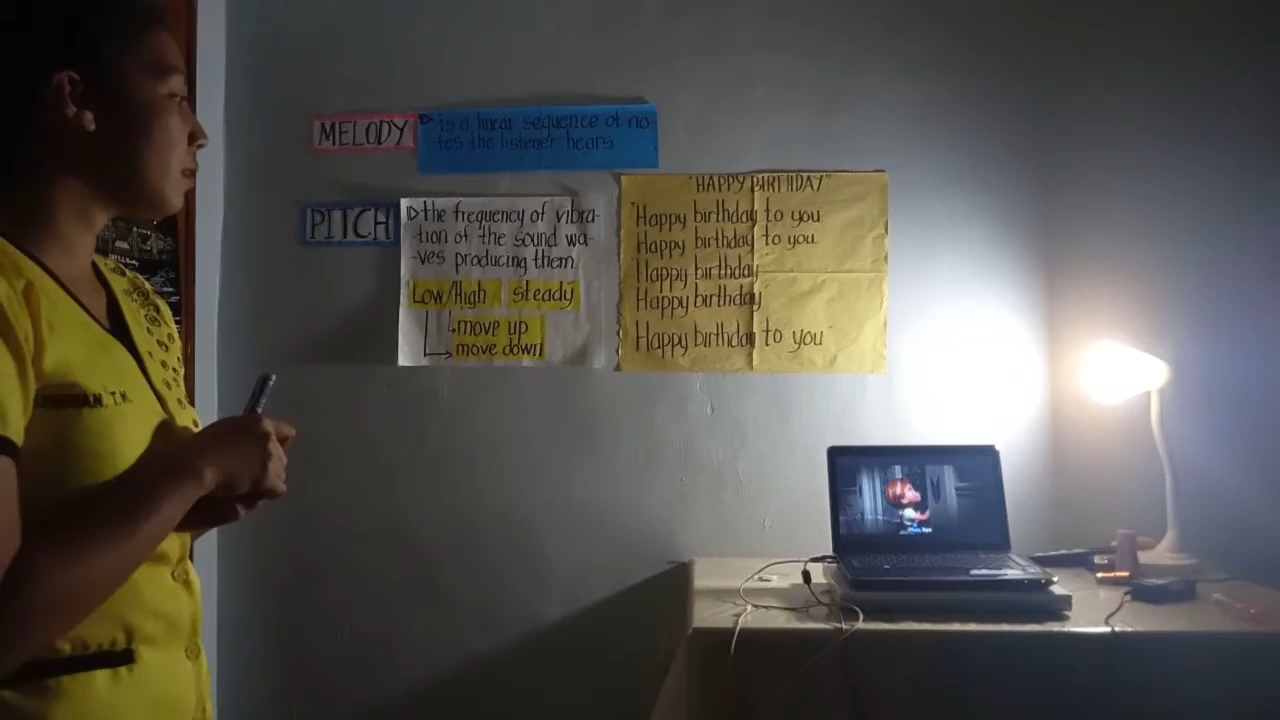 MELODY
is a linear sequence of no-
tes the listener hears.
PITCH
the frequency of vibra-
-tion of the sound wa-
-ves producing them
Low/High steady
move up
move down
"HAPPY BIRTHDAY"
"Happy birthday to you
Happy birthday to you
Happy birthday
Happy birthday"
Happy birthday to you"